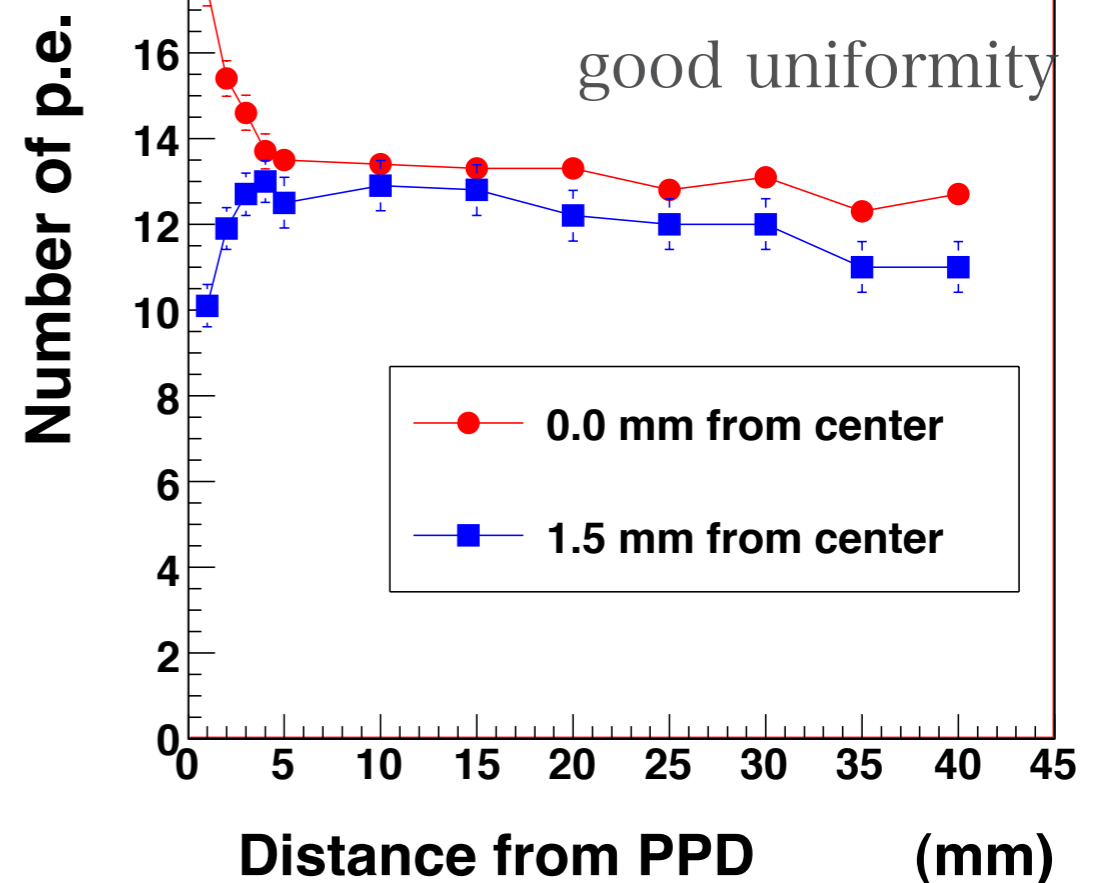 Number of p.e.
good uniformity
16
14
12
10
8
6
4
2
0
0.0 mm from center
1.5 mm from center
0 5 10 15 20 25 30 35 40 45
Distance from PPD (mm)